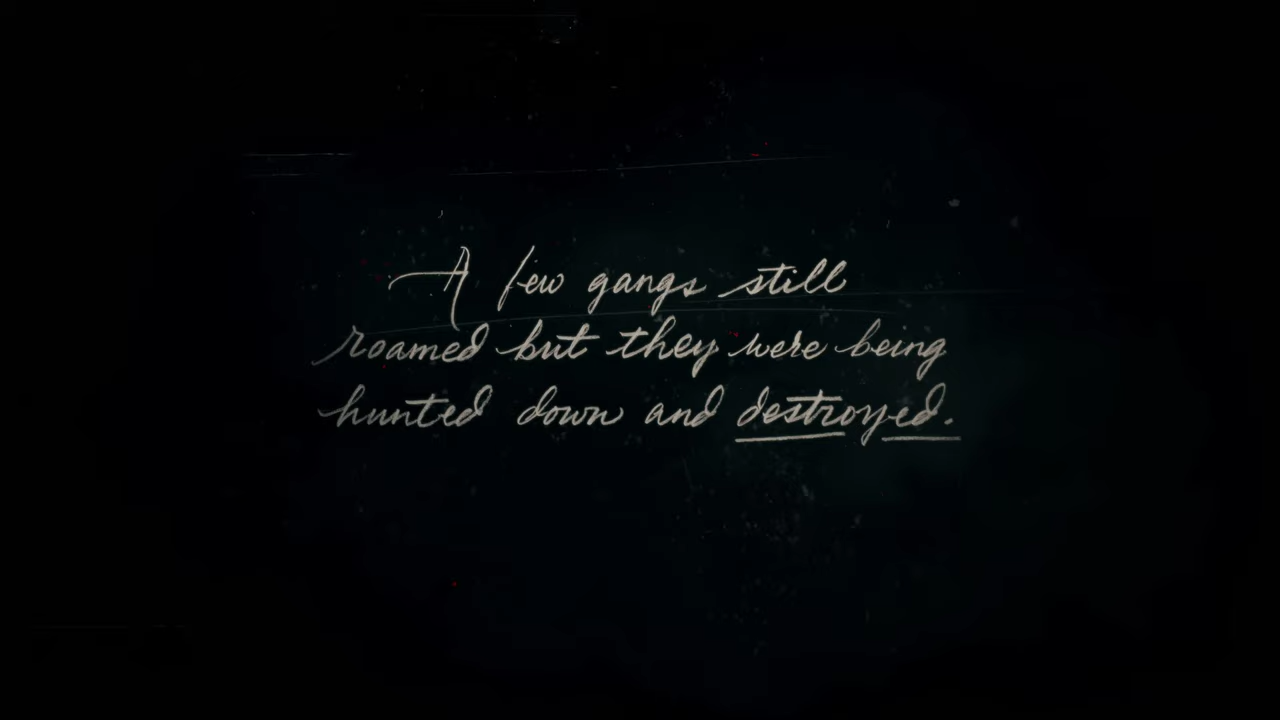 A few gangs still
roamed but they were being
hunted down and destroyed.